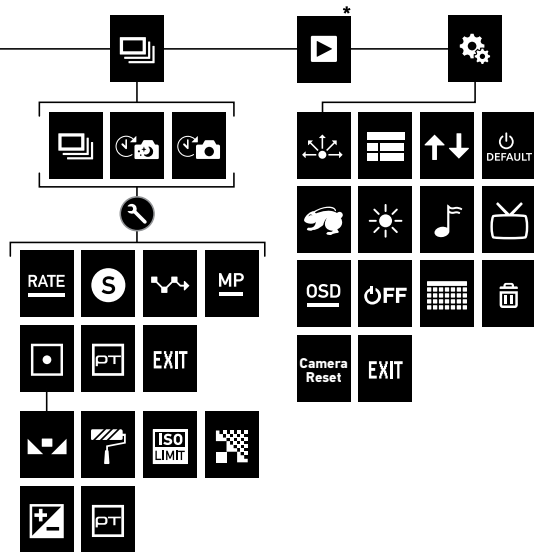 *
DEFAULT
RATE
S
MP
OSD
OFF
PT
EXIT
Camera
Reset
EXIT
ISO
LIMIT
PT